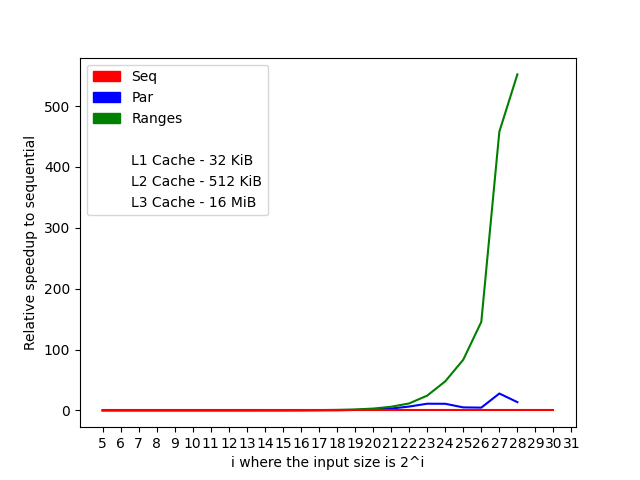 Seq
Par
Ranges
L1 Cache - 32 KiB
L2 Cache - 512 KiB
L3 Cache - 16 MiB
Relative speedup to sequential
500
400
300
200
100
0
5 6 7 8 9 10 11 12 13 14 15 16 17 18 19 20 21 22 23 24 25 26 27 28 29 30 31
i where the input size is 2^i